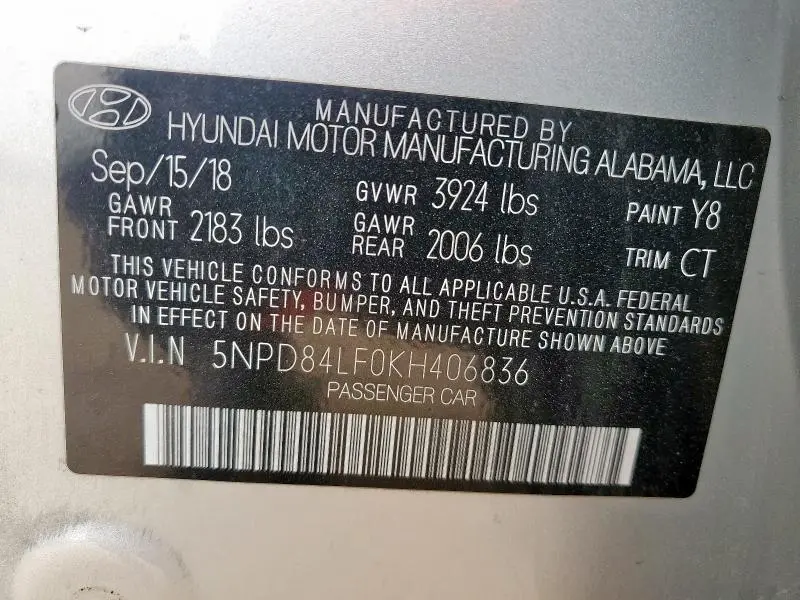 MANUFACTURED BY
HYUNDAI MOTOR MANUFACTURING ALABAMA, LLC
Sep/15/18 GVWR 3924 lbs PAINT Y8
GAWR FRONT 2183 lbs GAWR REAR 2006 lbs TRIM CT
THIS VEHICLE CONFORMS TO ALL APPLICABLE U.S.A. FEDERAL
MOTOR VEHICLE SAFETY, BUMPER, AND THEFT PREVENTION STANDARDS
IN EFFECT ON THE DATE OF MANUFACTURE SHOWN ABOVE.
V.I.N 5NPD84LF0KH406836
PASSENGER CAR